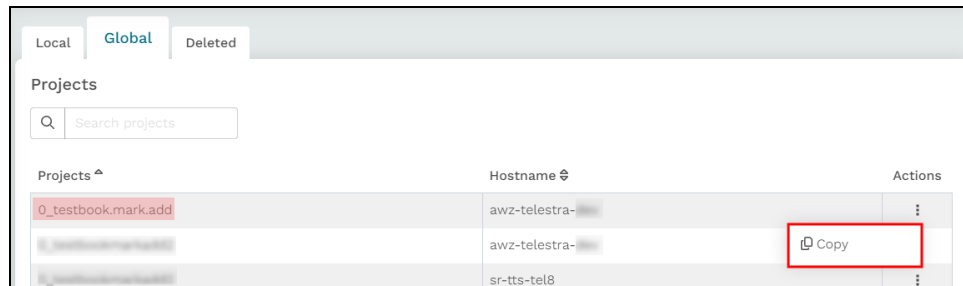 Local Global Deleted
Projects
Search projects
Projects Hostname Actions
0_testbook.mark.add awz-telestra-
awz-telestra- Copy
sr-tts-tel8